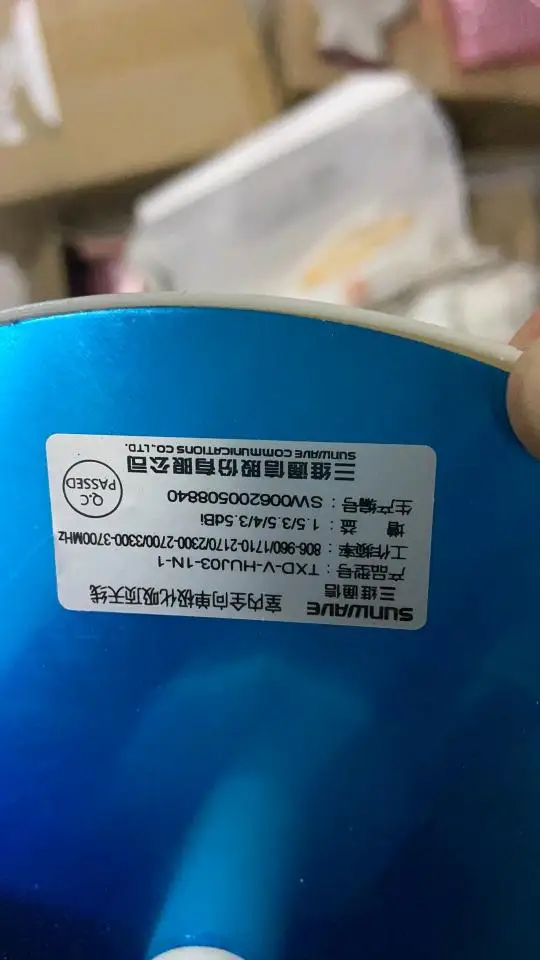 SUNWAVE 室内全向单极化吸顶天线
三维通信
产品型号：TXD-V-HUJ03-1N-1
工作频率：806-960/1710-2170/2300-2700/3300-3700MHz
增 益：1.5/3.5/4/3.5dBi
生产编号：SW006200508840
三维通信股份有限公司
SUNWAVE COMMUNICATIONS CO.,LTD.
Q.C
PASSED